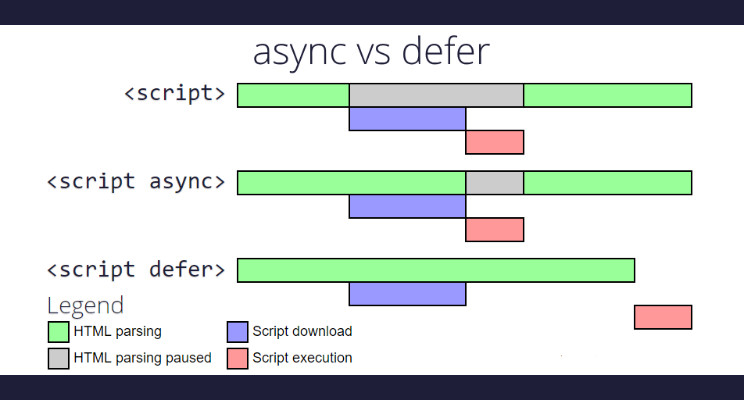 async vs defer
<script>
<script async>
<script defer>
Legend
HTML parsing
Script download
HTML parsing paused
Script execution